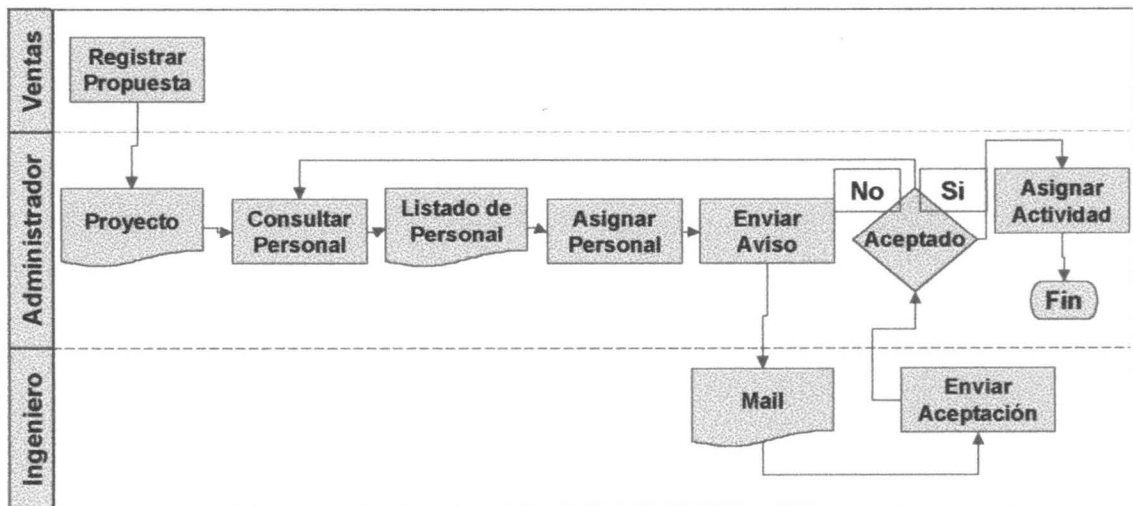 Ventas
Registrar
Propuesta
Administrador
Proyecto
Consultar
Personal
Listado de
Personal
Asignar
Personal
Enviar
Aviso
No
Si
Aceptado
Asignar
Actividad
Fin
Ingeniero
Mail
Enviar
Aceptación